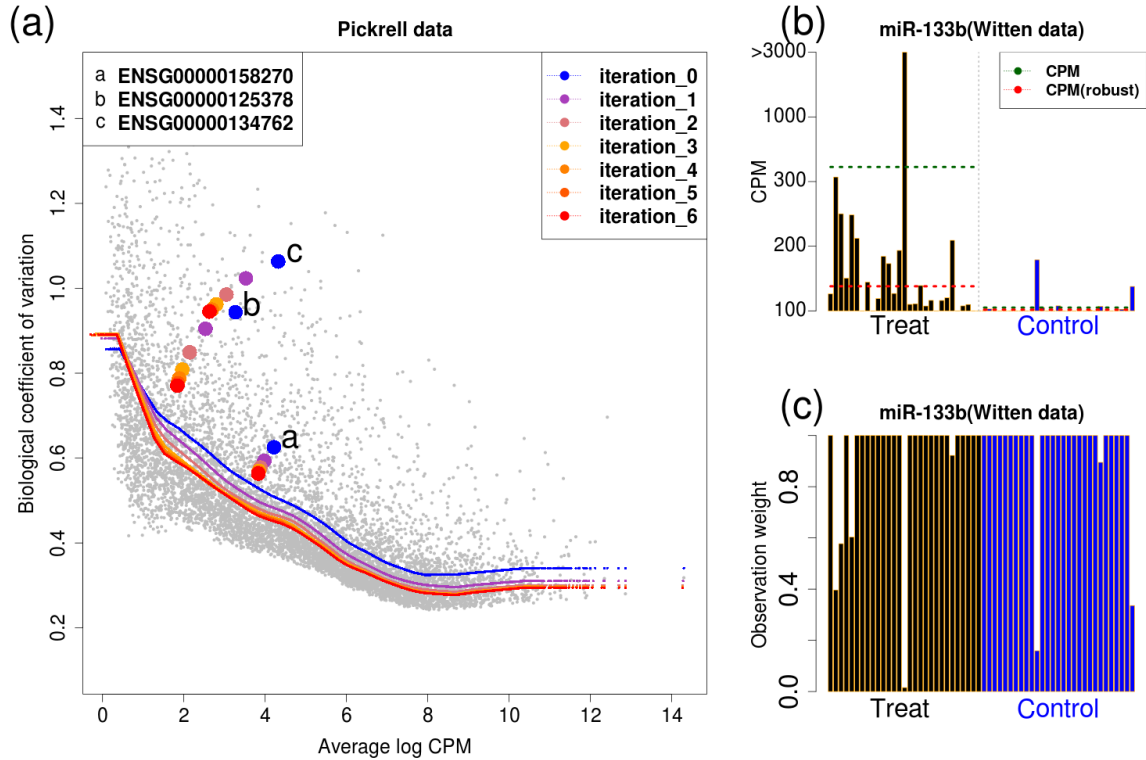 (a)
Pickrell data
a ENSG00000158270
b ENSG00000125378
c ENSG00000134762
iteration_0
iteration_1
iteration_2
iteration_3
iteration_4
iteration_5
iteration_6
c
b
a
Biological coefficient of variation
1.4
1.2
1.0
0.8
0.6
0.4
0.2
0 2 4 6 8 10 12 14
Average log CPM
(b)
miR-133b(Witten data)
CPM
CPM(robust)
CPM
>3000
1000
300
200
100
Treat Control
(c)
miR-133b(Witten data)
Observation weight
0.8
0.4
0.0
Treat Control